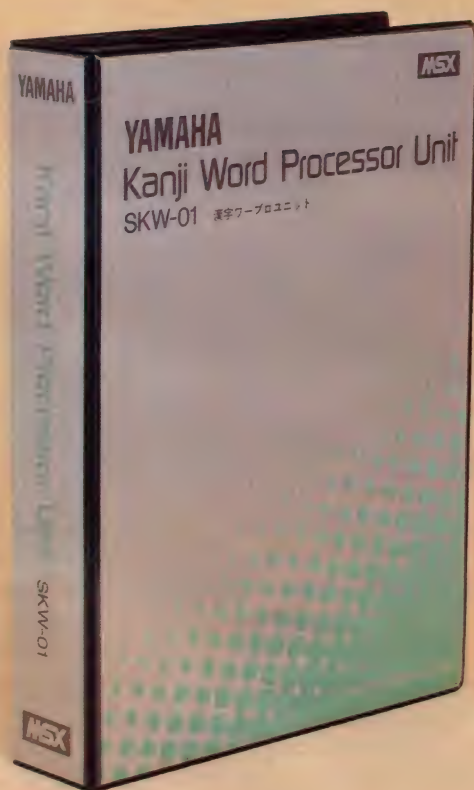 YAMAHA
Kanji Word Processor Unit SKW-01
MSX
MSX
YAMAHA
Kanji Word Processor Unit
SKW-01 漢字ワープロユニット